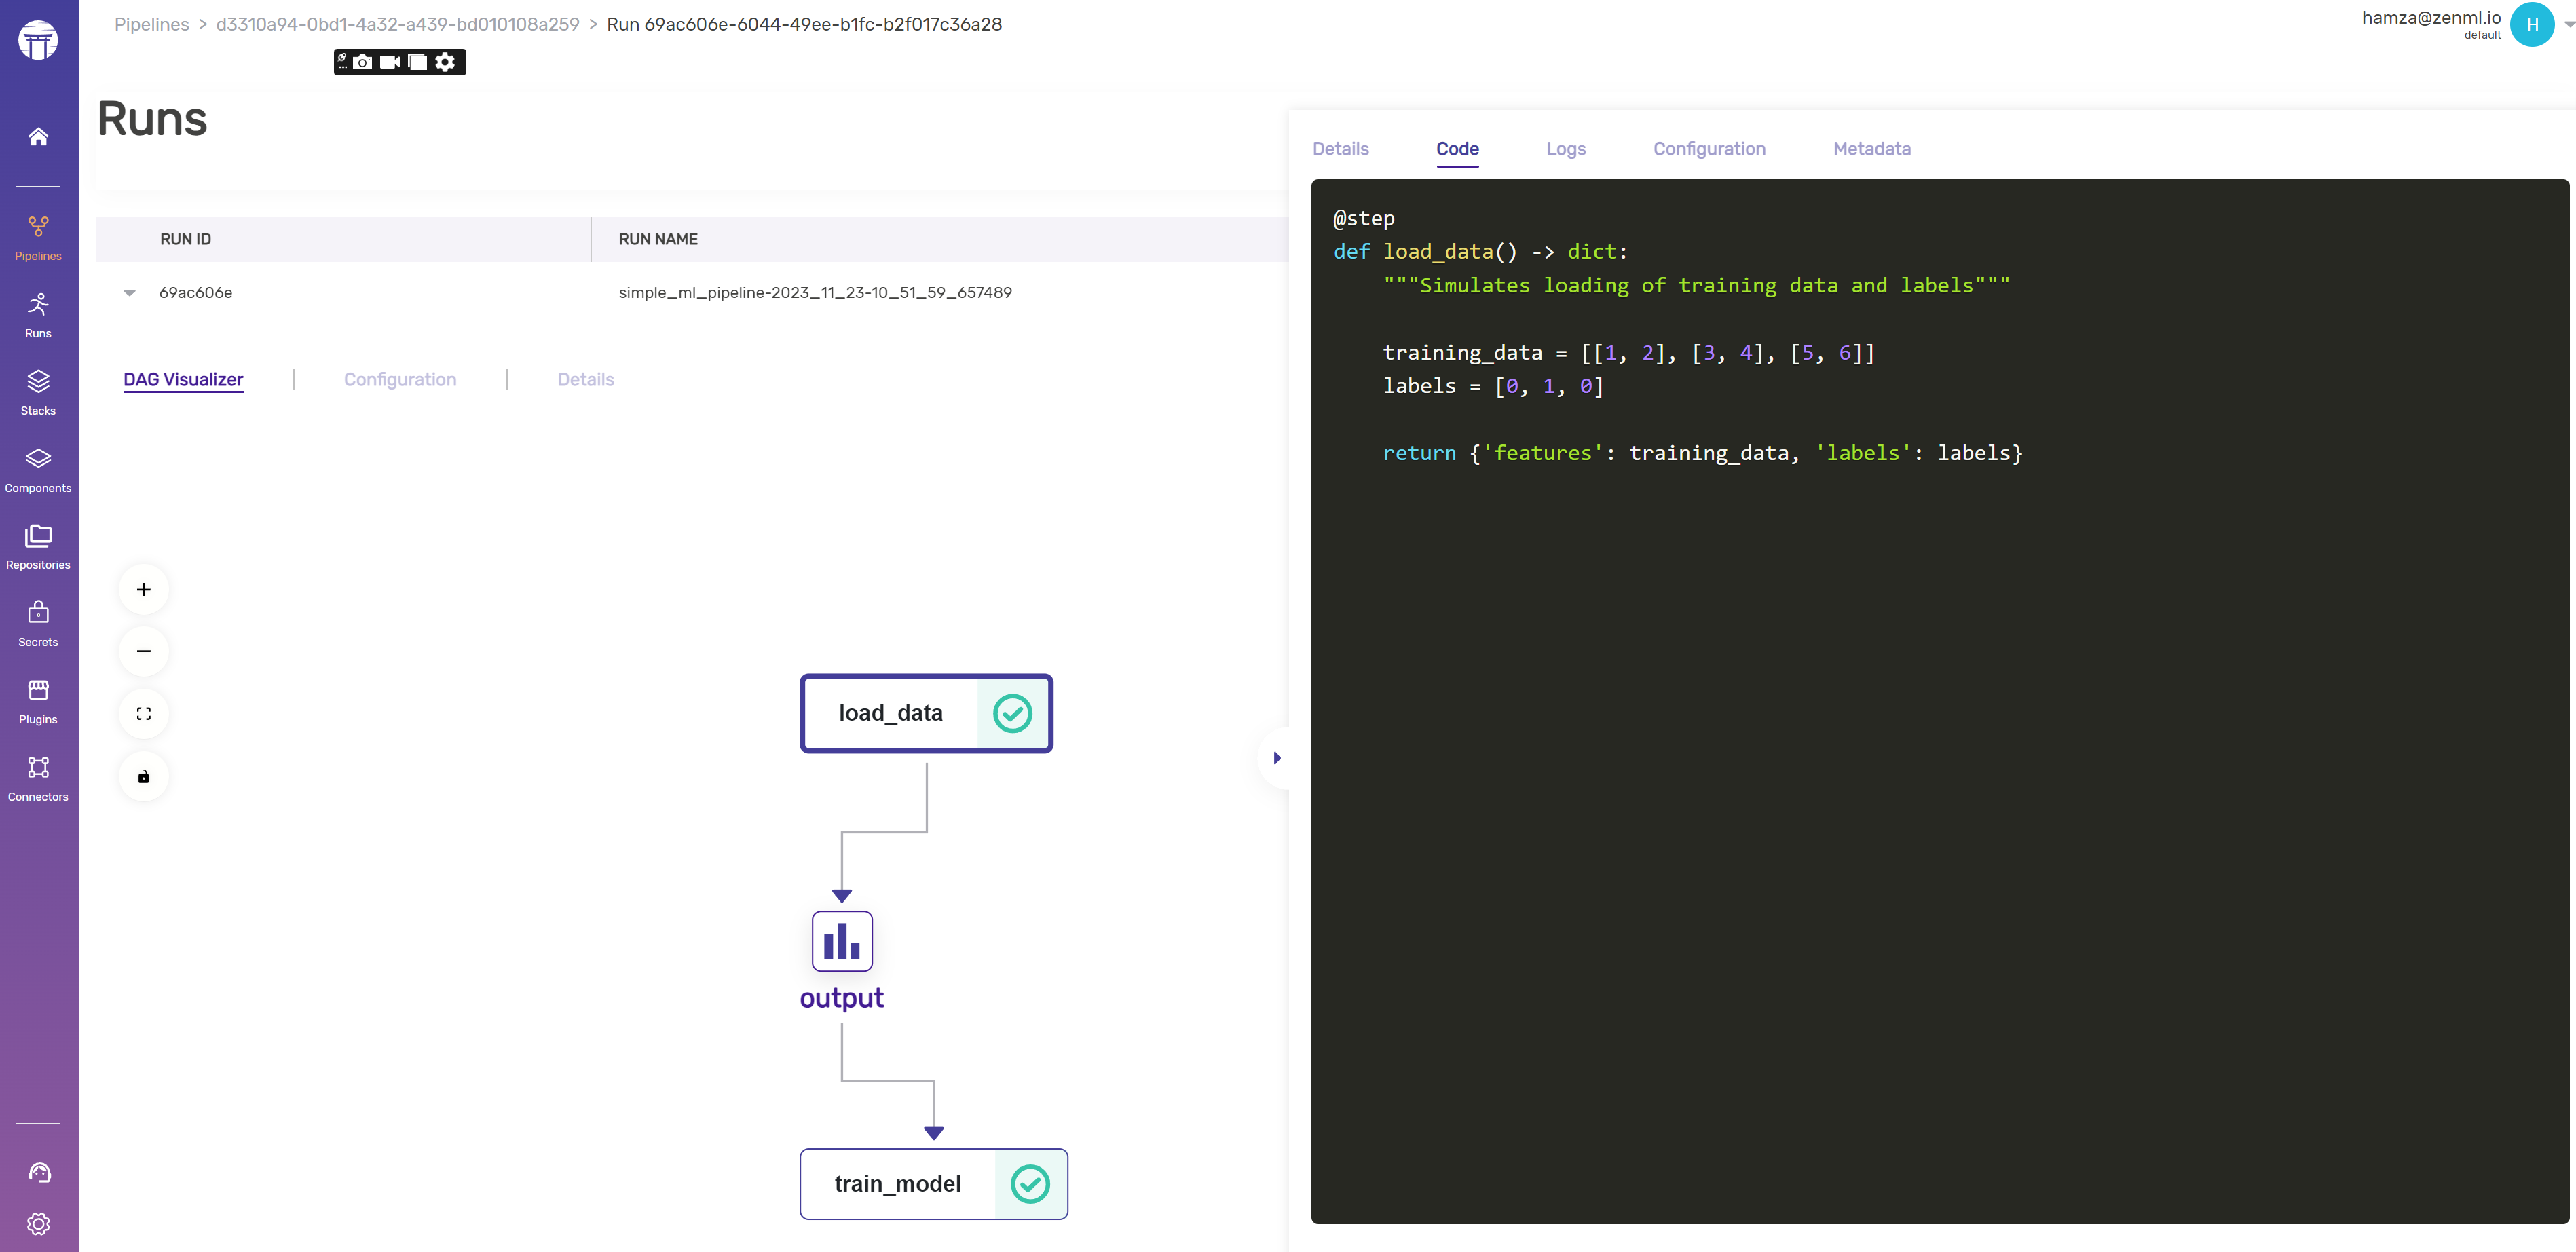 Pipelines > d3310a94-0bd1-4a32-a439-bd010108a259 > Run 69ac606e-6044-49ee-b1fc-b2f017c36a28
hamza@zenml.io
default
H
Pipelines
Runs
Stacks
Components
Repositories
Secrets
Plugins
Connectors
Runs
RUN ID RUN NAME
69ac606e simple_ml_pipeline-2023_11_23-10_51_59_657489
DAG Visualizer | Configuration | Details
load_data
output
train_model
Details Code Logs Configuration Metadata
@step
def load_data() -> dict:
    """Simulates loading of training data and labels"""
    training_data = [[1, 2], [3, 4], [5, 6]]
    labels = [0, 1, 0]
    return {'features': training_data, 'labels': labels}